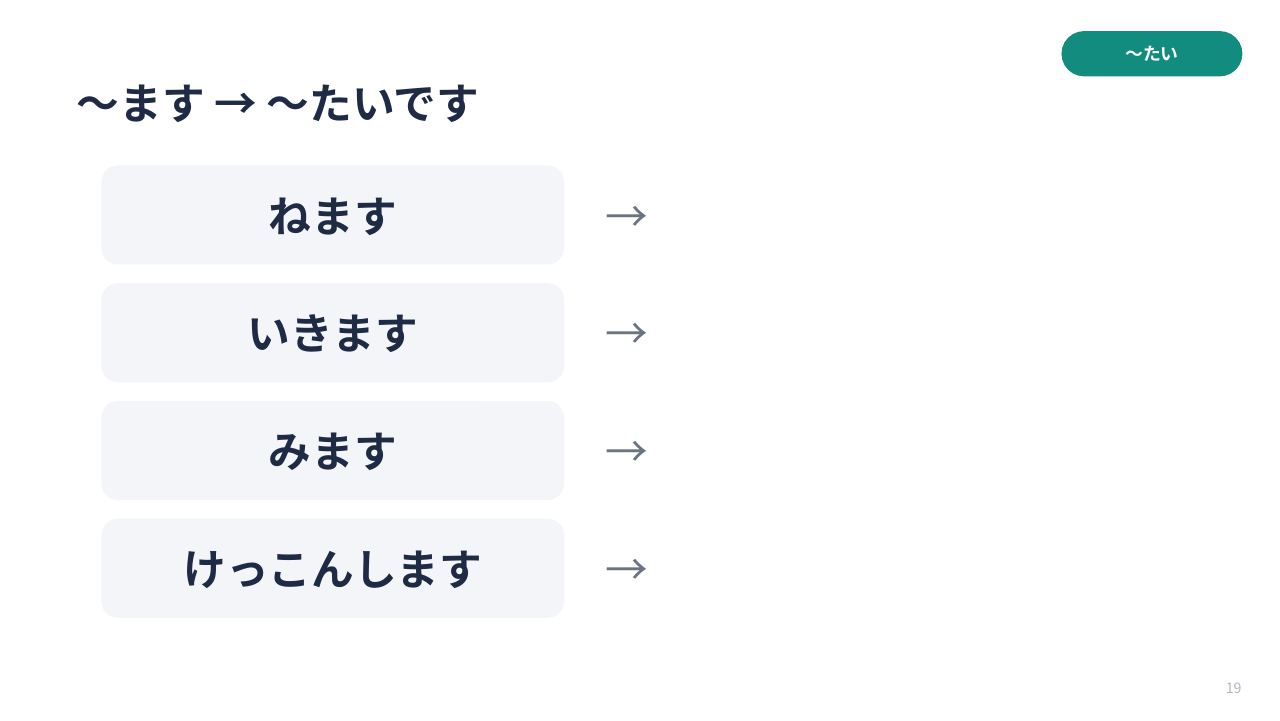 ～たい
～ます → ～たいです
ねます →
いきます →
みます →
けっこんします →
19